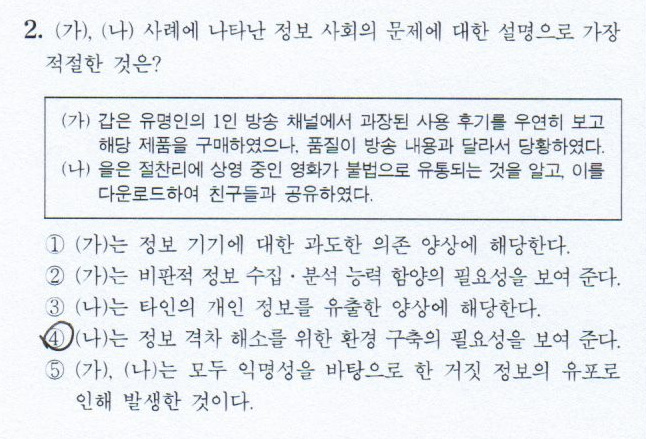 2. (가), (나) 사례에 나타난 정보 사회의 문제에 대한 설명으로 가장
적절한 것은?
(가) 갑은 유명인의 1인 방송 채널에서 과장된 사용 후기를 우연히 보고
해당 제품을 구매하였으나, 품질이 방송 내용과 달라서 당황하였다.
(나) 을은 절찬리에 상영 중인 영화가 불법으로 유통되는 것을 알고, 이를
다운로드하여 친구들과 공유하였다.
① (가)는 정보 기기에 대한 과도한 의존 양상에 해당한다.
② (가)는 비판적 정보 수집·분석 능력 함양의 필요성을 보여 준다.
③ (나)는 타인의 개인 정보를 유출한 양상에 해당한다.
④ (나)는 정보 격차 해소를 위한 환경 구축의 필요성을 보여 준다.
⑤ (가), (나)는 모두 익명성을 바탕으로 한 거짓 정보의 유포로
인해 발생한 것이다.